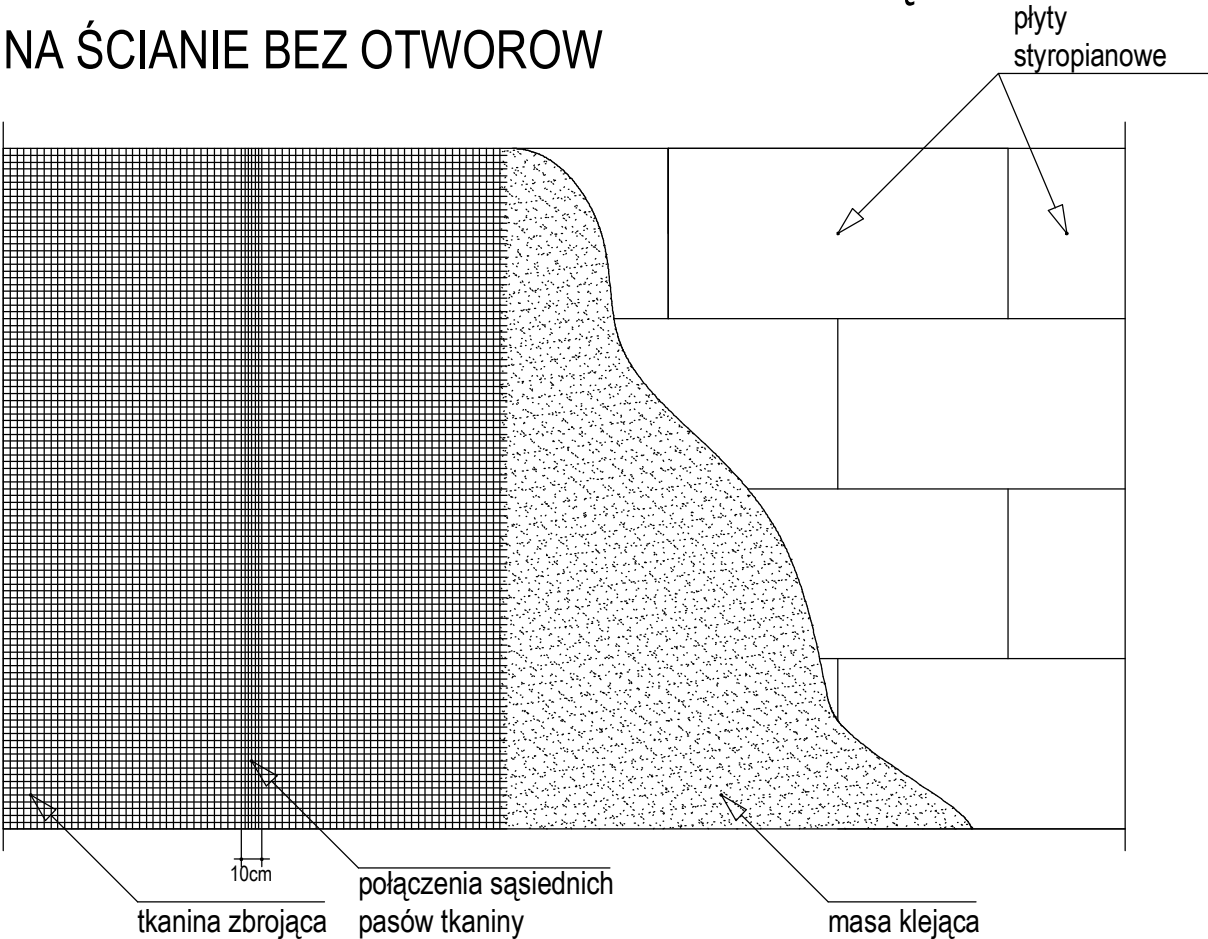 NA ŚCIANIE BEZ OTWOROW
płyty
styropianowe
10cm
połączenia sąsiednich
pasów tkaniny
tkanina zbrojąca
masa klejąca